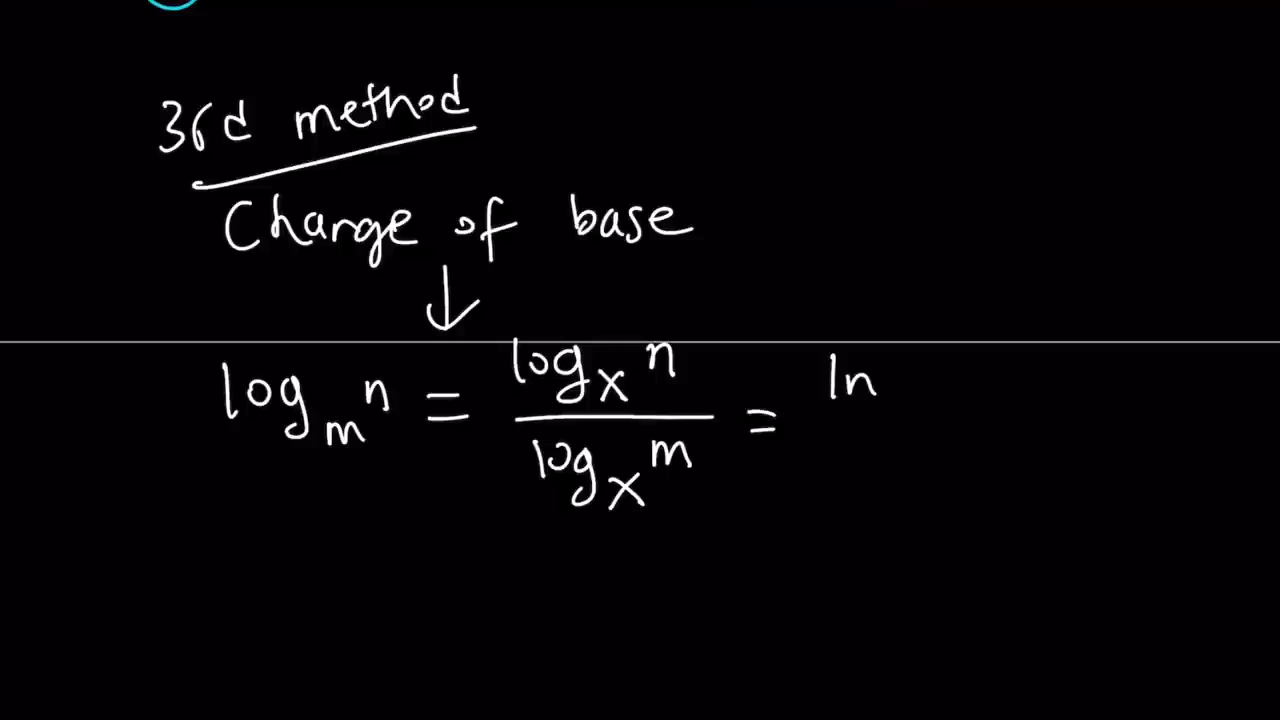 3rd method
Change of base
↓
log_m n = log_x n / log_x m = ln